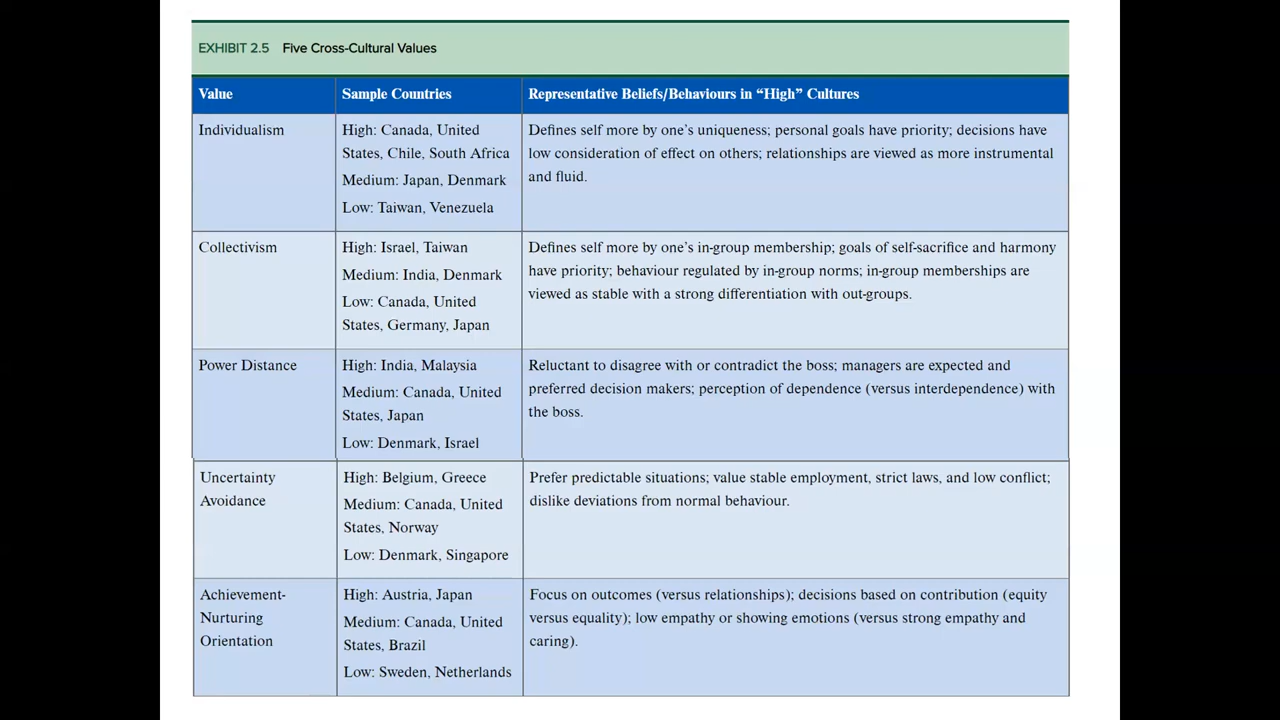 EXHIBIT 2.5 Five Cross-Cultural Values
Value
Sample Countries
Representative Beliefs/Behaviours in “High” Cultures
Individualism
High: Canada, United
States, Chile, South Africa
Medium: Japan, Denmark
Low: Taiwan, Venezuela
Defines self more by one’s uniqueness; personal goals have priority; decisions have
low consideration of effect on others; relationships are viewed as more instrumental
and fluid.
Collectivism
High: Israel, Taiwan
Medium: India, Denmark
Low: Canada, United
States, Germany, Japan
Defines self more by one’s in-group membership; goals of self-sacrifice and harmony
have priority; behaviour regulated by in-group norms; in-group memberships are
viewed as stable with a strong differentiation with out-groups.
Power Distance
High: India, Malaysia
Medium: Canada, United
States, Japan
Low: Denmark, Israel
Reluctant to disagree with or contradict the boss; managers are expected and
preferred decision makers; perception of dependence (versus interdependence) with
the boss.
Uncertainty
Avoidance
High: Belgium, Greece
Medium: Canada, United
States, Norway
Low: Denmark, Singapore
Prefer predictable situations; value stable employment, strict laws, and low conflict;
dislike deviations from normal behaviour.
Achievement-
Nurturing
Orientation
High: Austria, Japan
Medium: Canada, United
States, Brazil
Low: Sweden, Netherlands
Focus on outcomes (versus relationships); decisions based on contribution (equity
versus equality); low empathy or showing emotions (versus strong empathy and
caring).